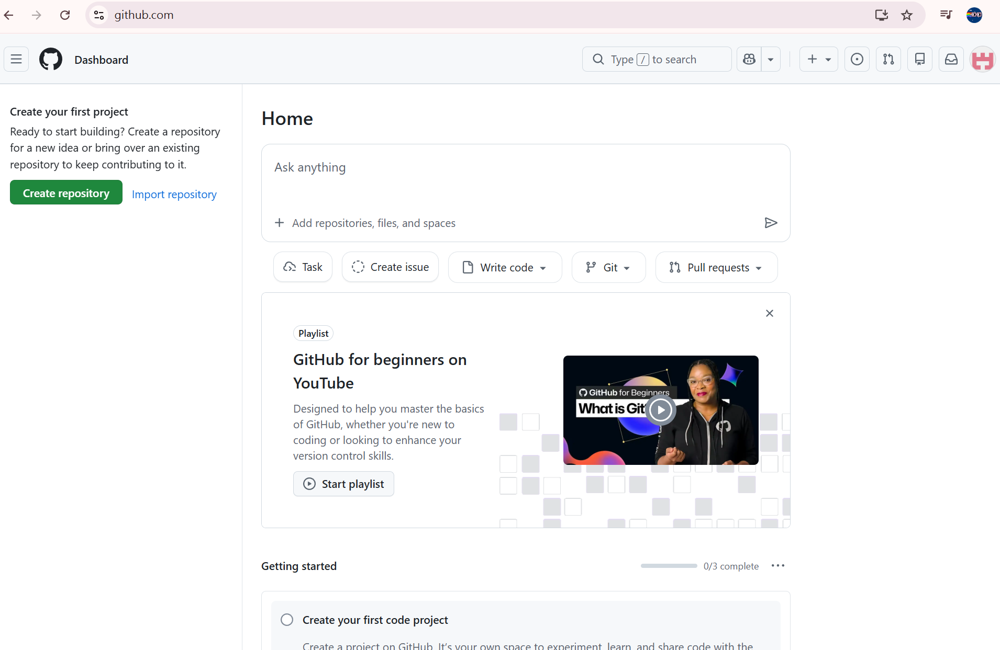 github.com
Dashboard
Type / to search
Create your first project
Ready to start building? Create a repository
for a new idea or bring over an existing
repository to keep contributing to it.
Create repository
Import repository
Home
Ask anything
Add repositories, files, and spaces
Task
Create issue
Write code
Git
Pull requests
Playlist
GitHub for beginners on
YouTube
Designed to help you master the basics
of GitHub, whether you're new to
coding or looking to enhance your
version control skills.
Start playlist
GitHub for Beginners
What is Git
Getting started
0/3 complete
Create your first code project
Create a project on GitHub. It’s your own space to experiment, learn, and share code with the